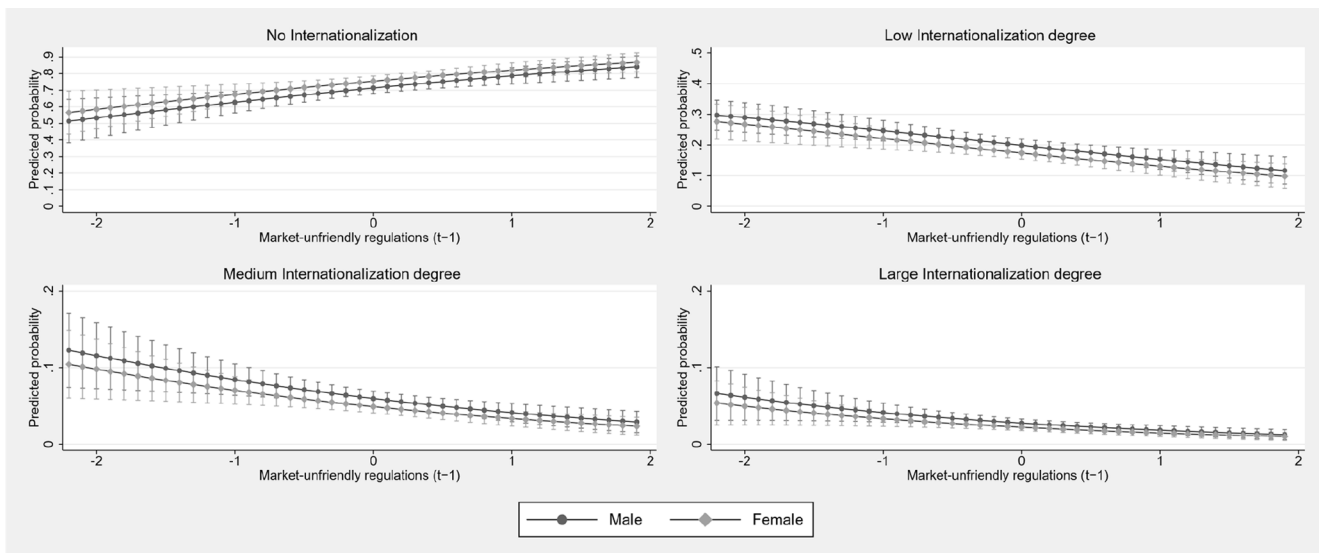 No Internationalization
Predicted probability
0 .1 .2 .3 .4 .5 .6 .7 .8 .9
-2 -1 0 1 2
Market-unfriendly regulations (t−1)
Low Internationalization degree
Predicted probability
0 .1 .2 .3 .4 .5
-2 -1 0 1 2
Market-unfriendly regulations (t−1)
Medium Internationalization degree
Predicted probability
0 .1 .2
-2 -1 0 1 2
Market-unfriendly regulations (t−1)
Large Internationalization degree
Predicted probability
0 .1 .2
-2 -1 0 1 2
Market-unfriendly regulations (t−1)
Male Female